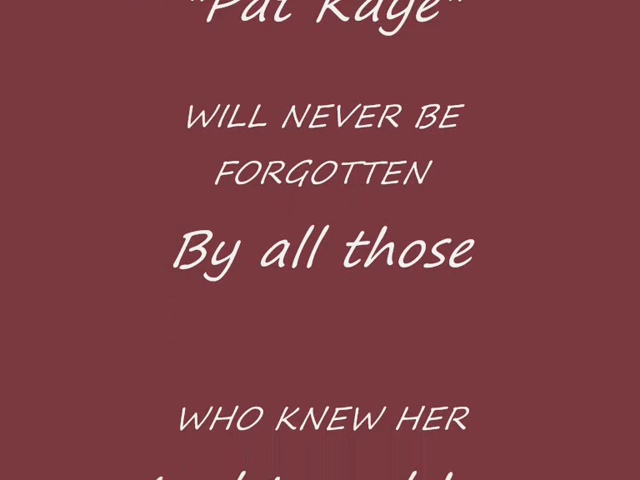 "Pat Kaye"
WILL NEVER BE
FORGOTTEN
By all those
WHO KNEW HER